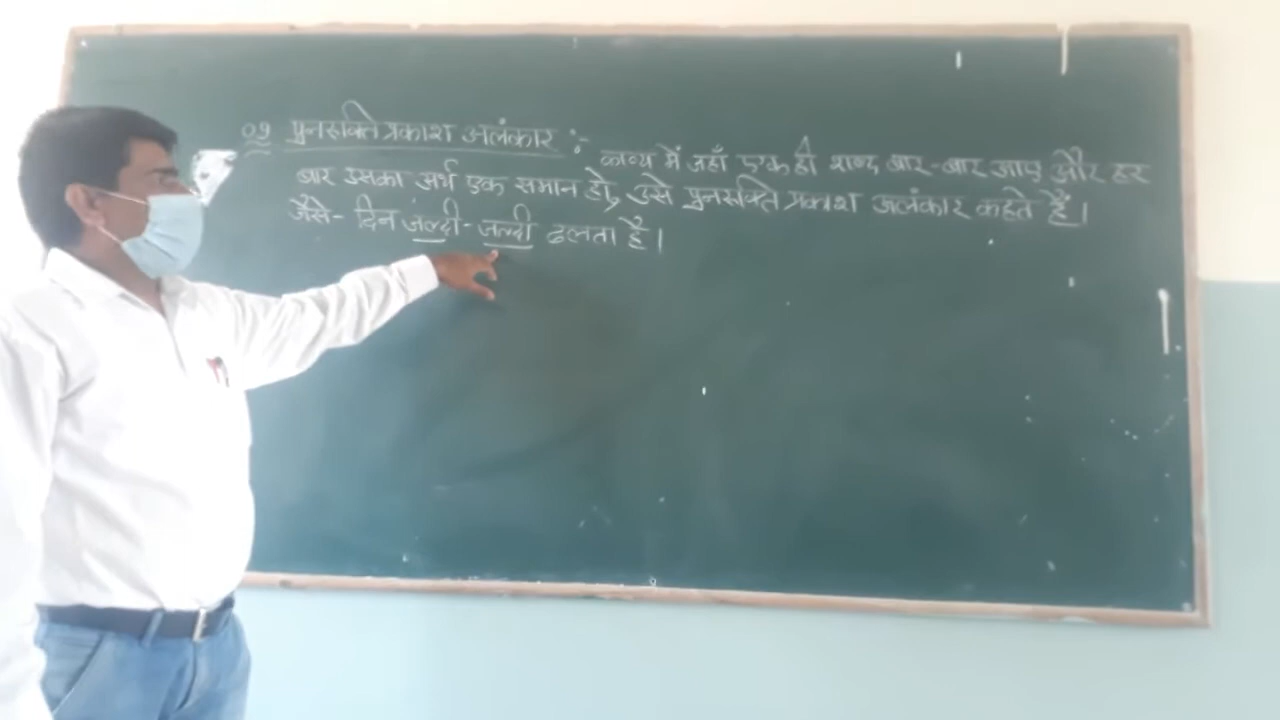 ०9 पुनरुक्ति प्रकाश अलंकार :- काव्य में जहाँ एक ही शब्द बार-बार आए और हर
बार उसका अर्थ एक समान हो, उसे पुनरुक्ति प्रकाश अलंकार कहते हैं।
जैसे- दिन जल्दी-जल्दी ढलता है।